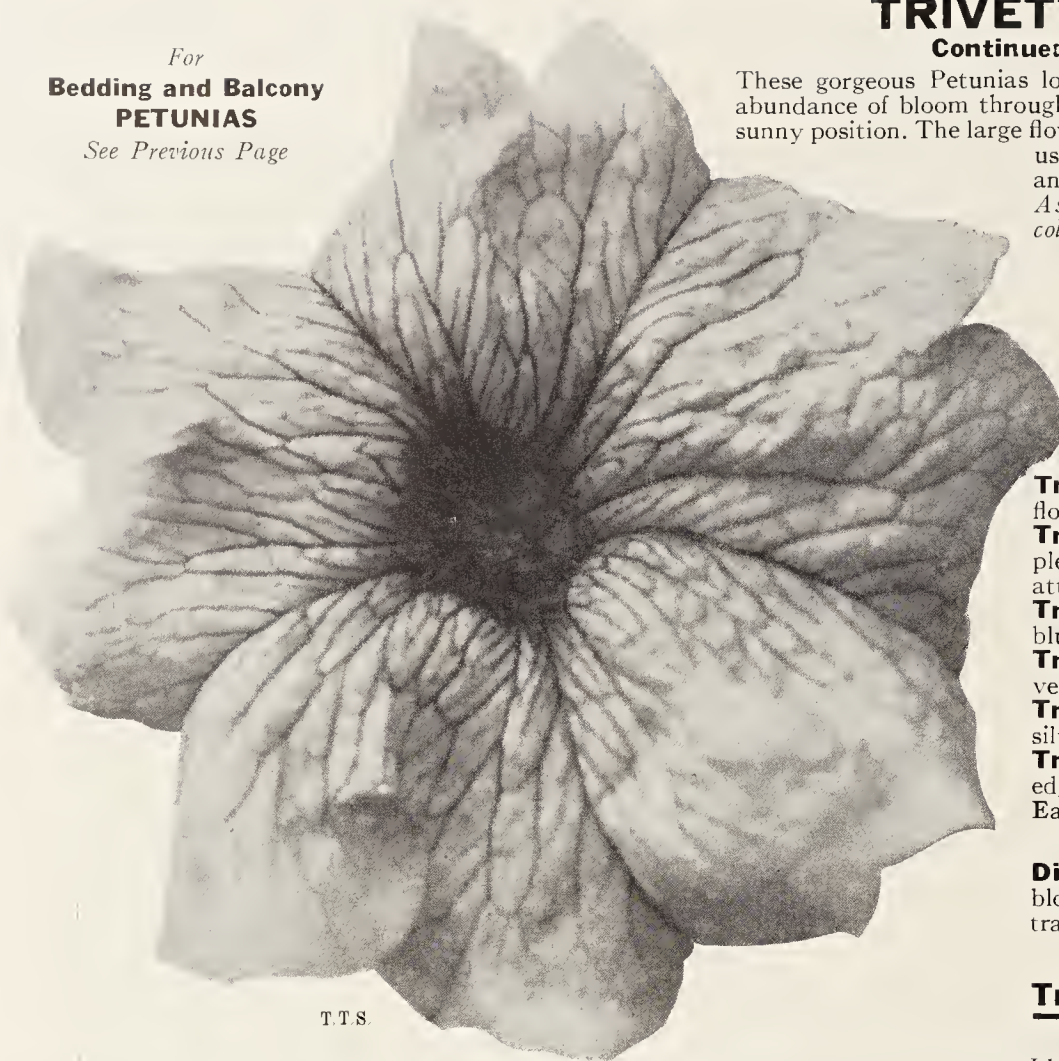 For
Bedding and Balcony
PETUNIAS
See Previous Page
T.T.S.
TRIVET
Continued
These gorgeous Petunias lo
abundance of bloom through
sunny position. The large flo
us
an
As
col
Tr
flo
Tr
ple
att
Tr
blu
Tr
ve
Tr
sil
Tr
ed
Ea
Di
blo
tra
Tr